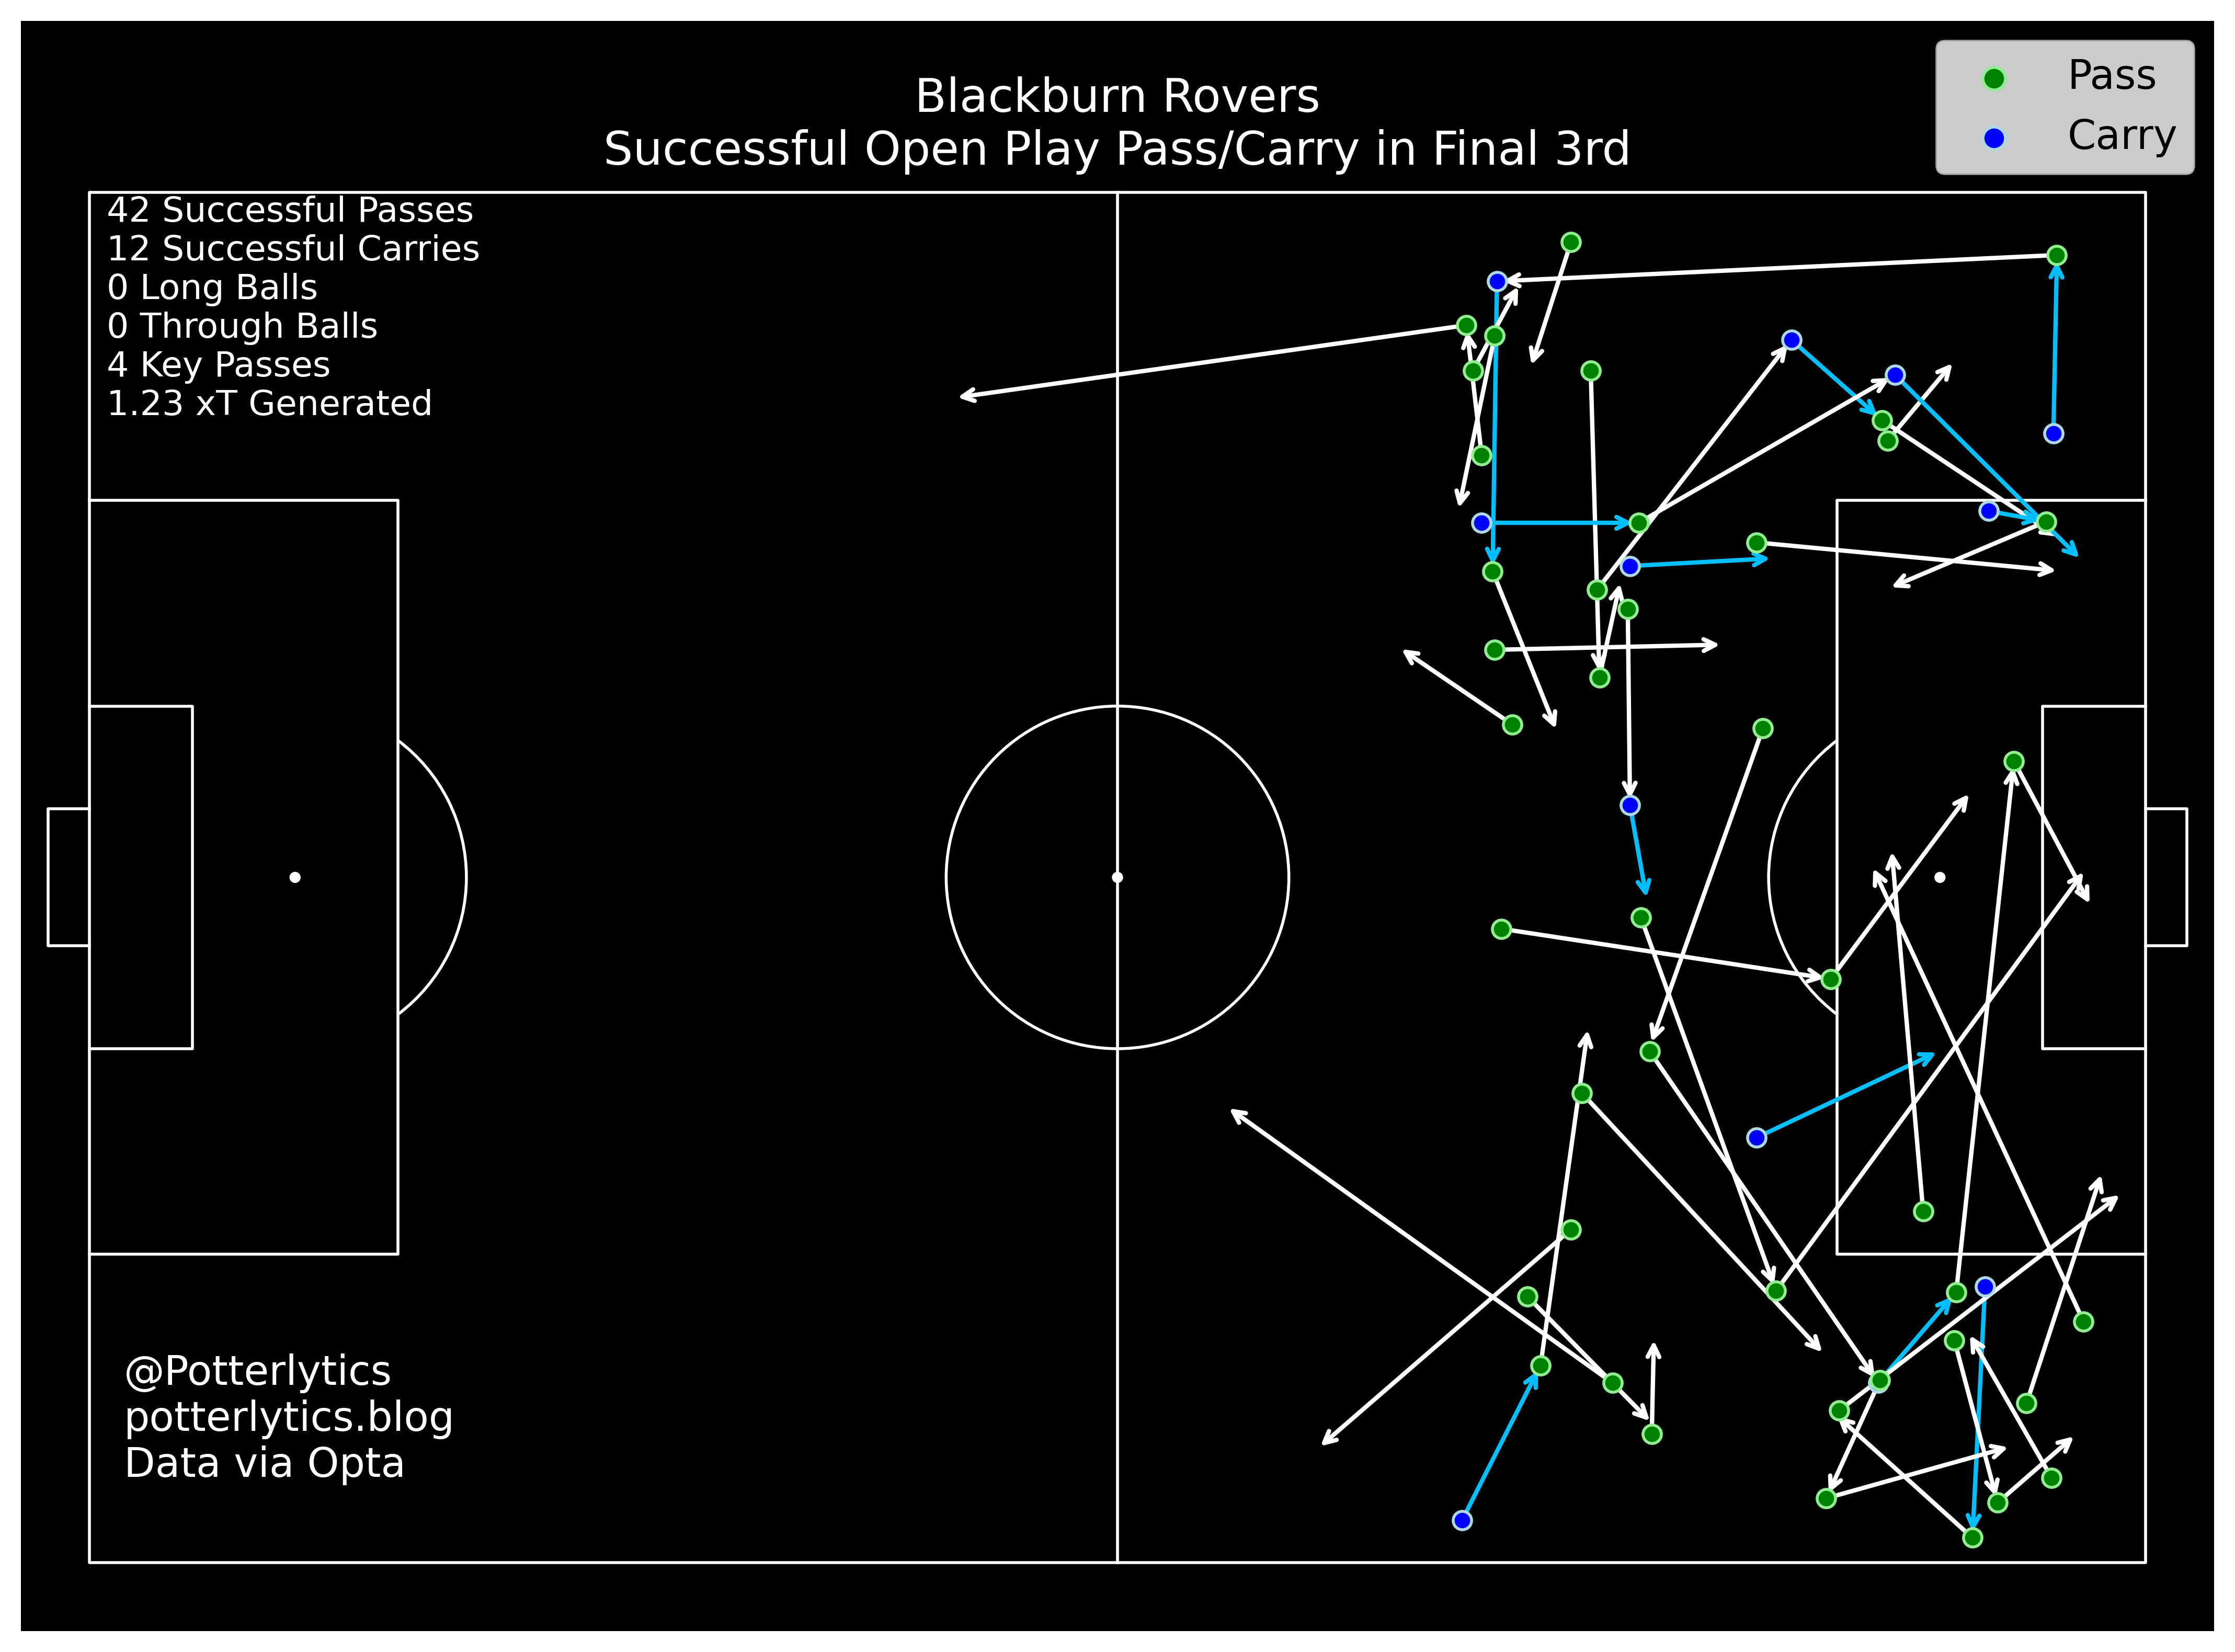 Blackburn Rovers
Successful Open Play Pass/Carry in Final 3rd
Pass
Carry
42 Successful Passes
12 Successful Carries
0 Long Balls
0 Through Balls
4 Key Passes
1.23 xT Generated
@Potterlytics
potterlytics.blog
Data via Opta